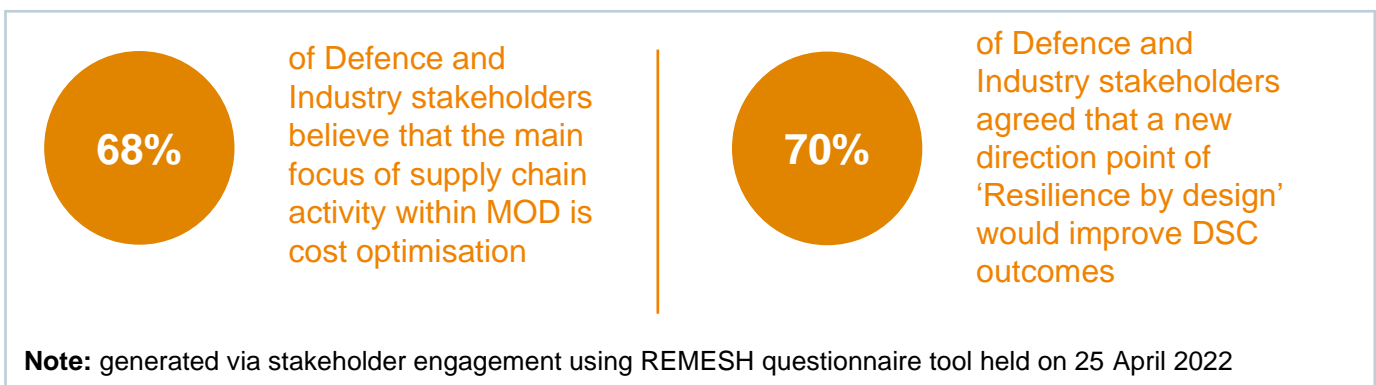 68%
of Defence and
Industry stakeholders
believe that the main
focus of supply chain
activity within MOD is
cost optimisation
70%
of Defence and
Industry stakeholders
agreed that a new
direction point of
‘Resilience by design’
would improve DSC
outcomes
Note: generated via stakeholder engagement using REMESH questionnaire tool held on 25 April 2022